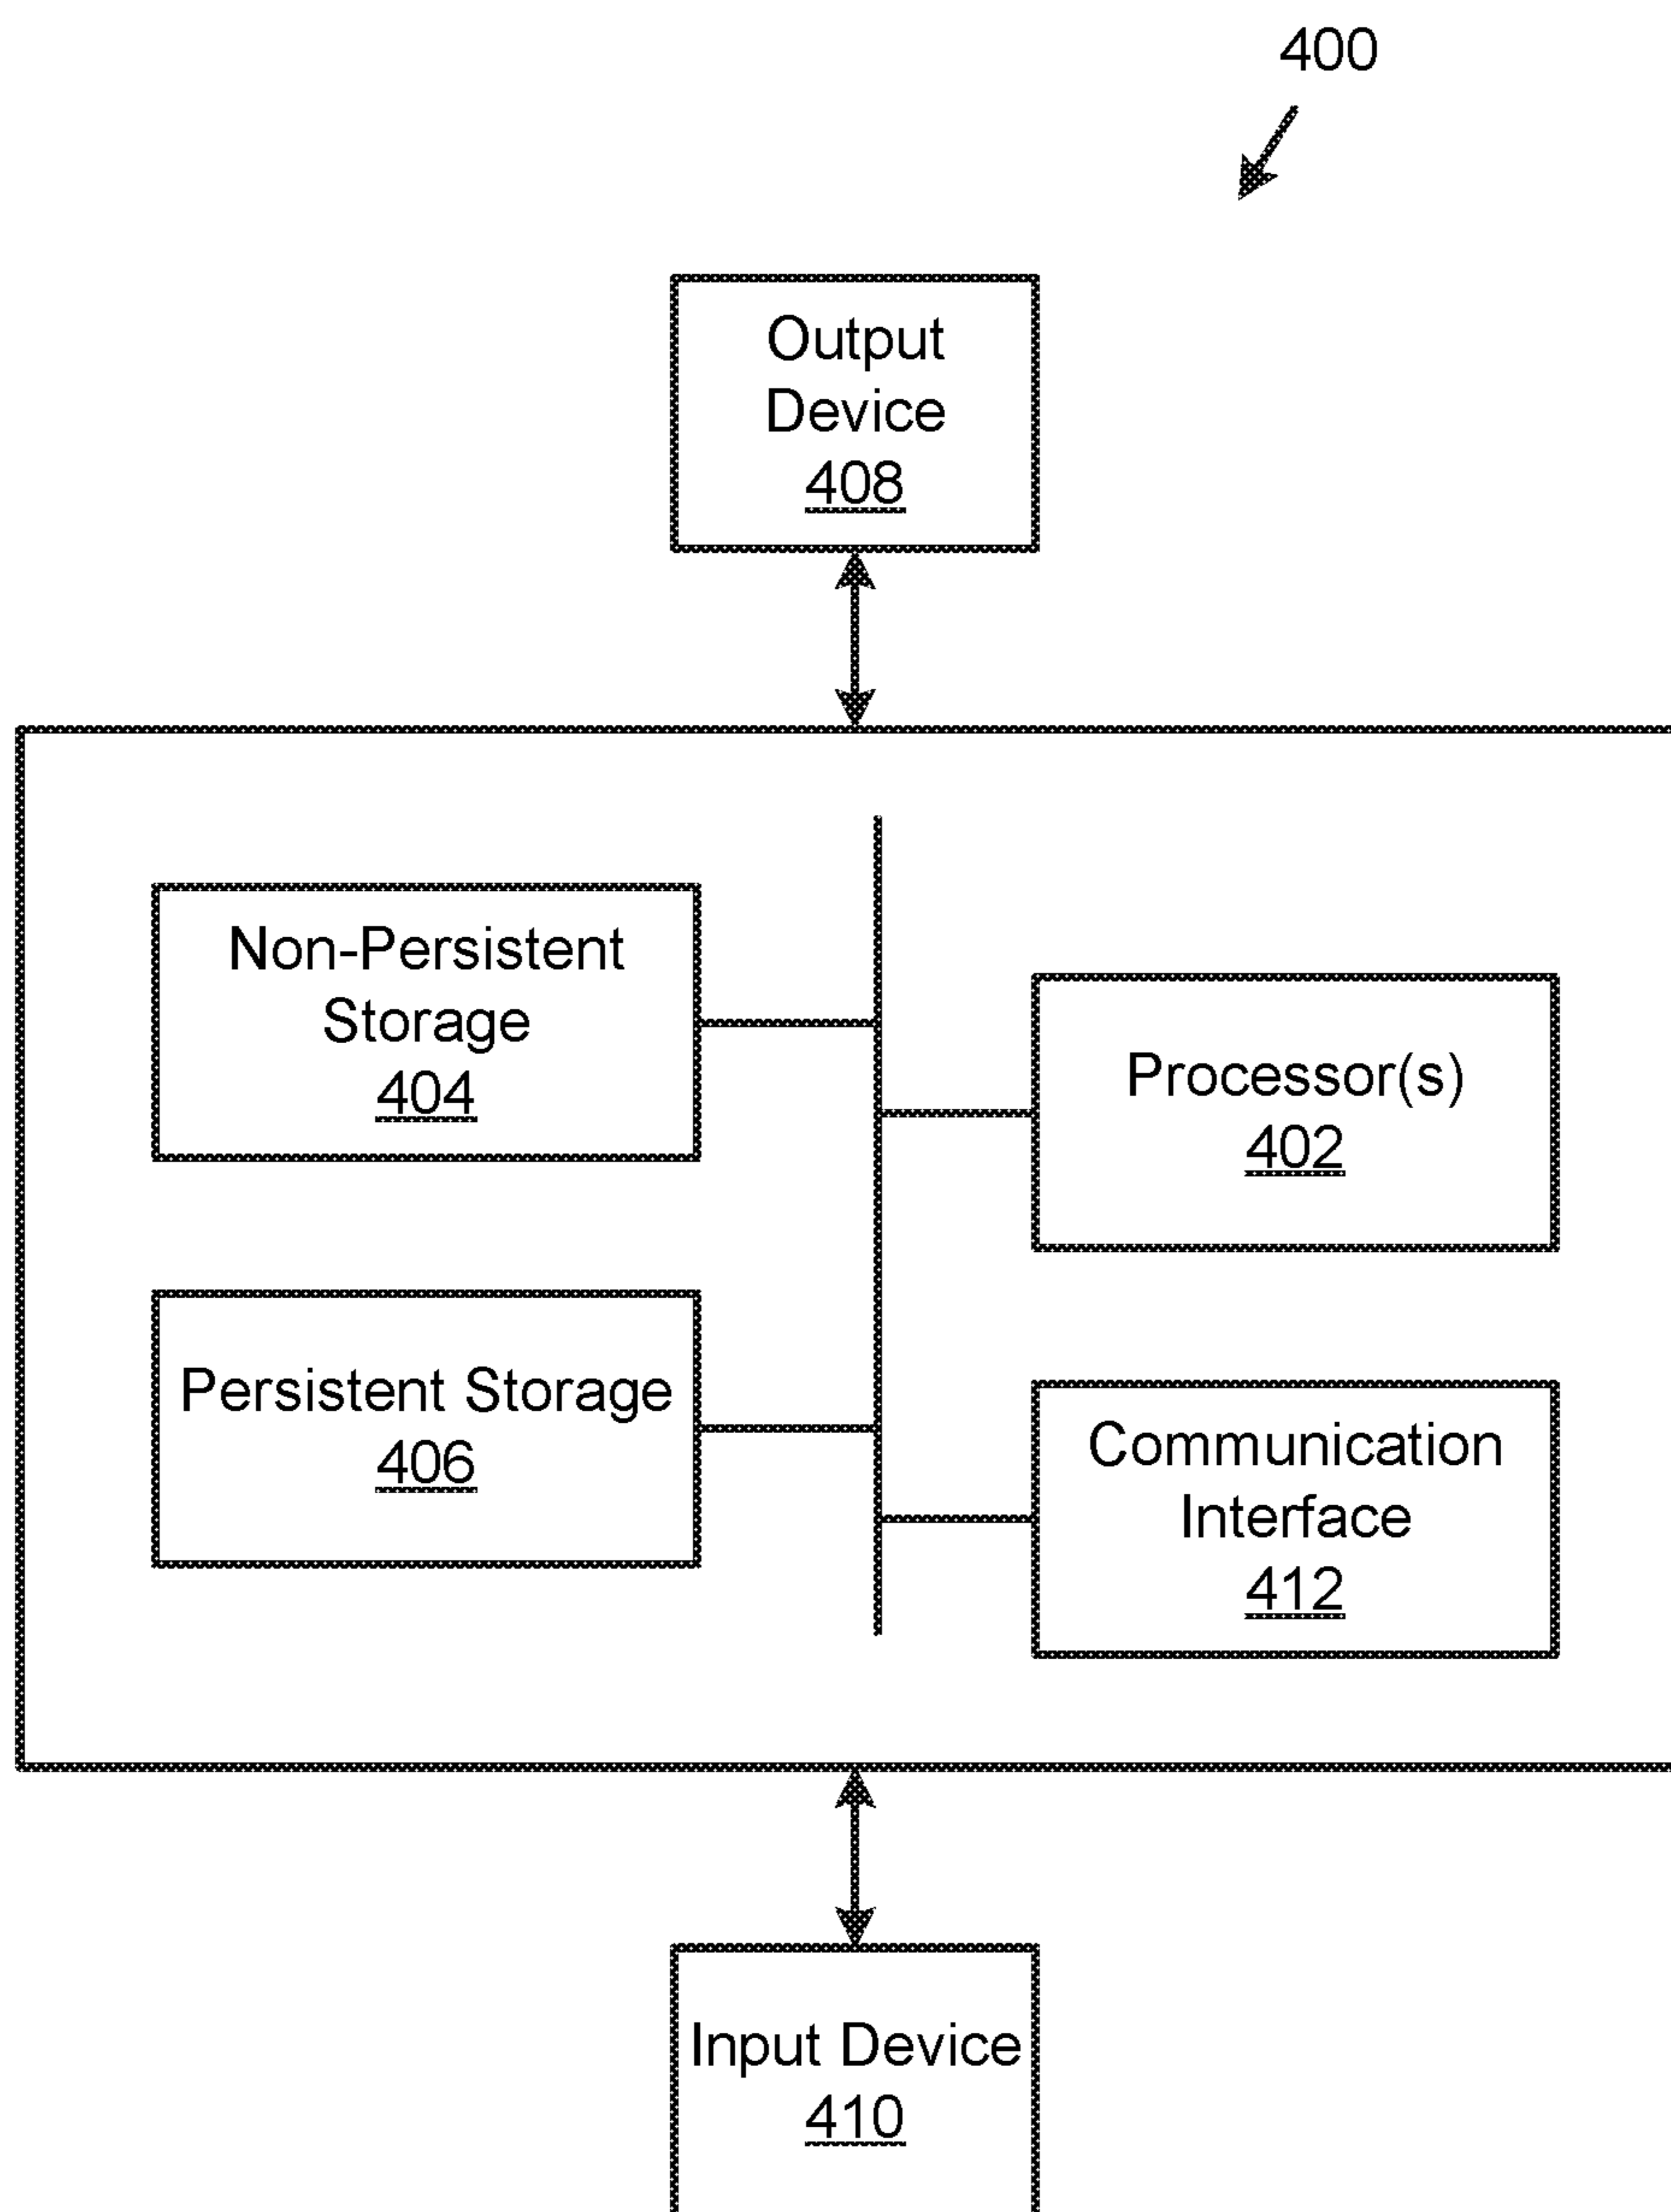 400
Output
Device
408
Non-Persistent
Storage
404
Processor(s)
402
Persistent Storage
406
Communication
Interface
412
Input Device
410